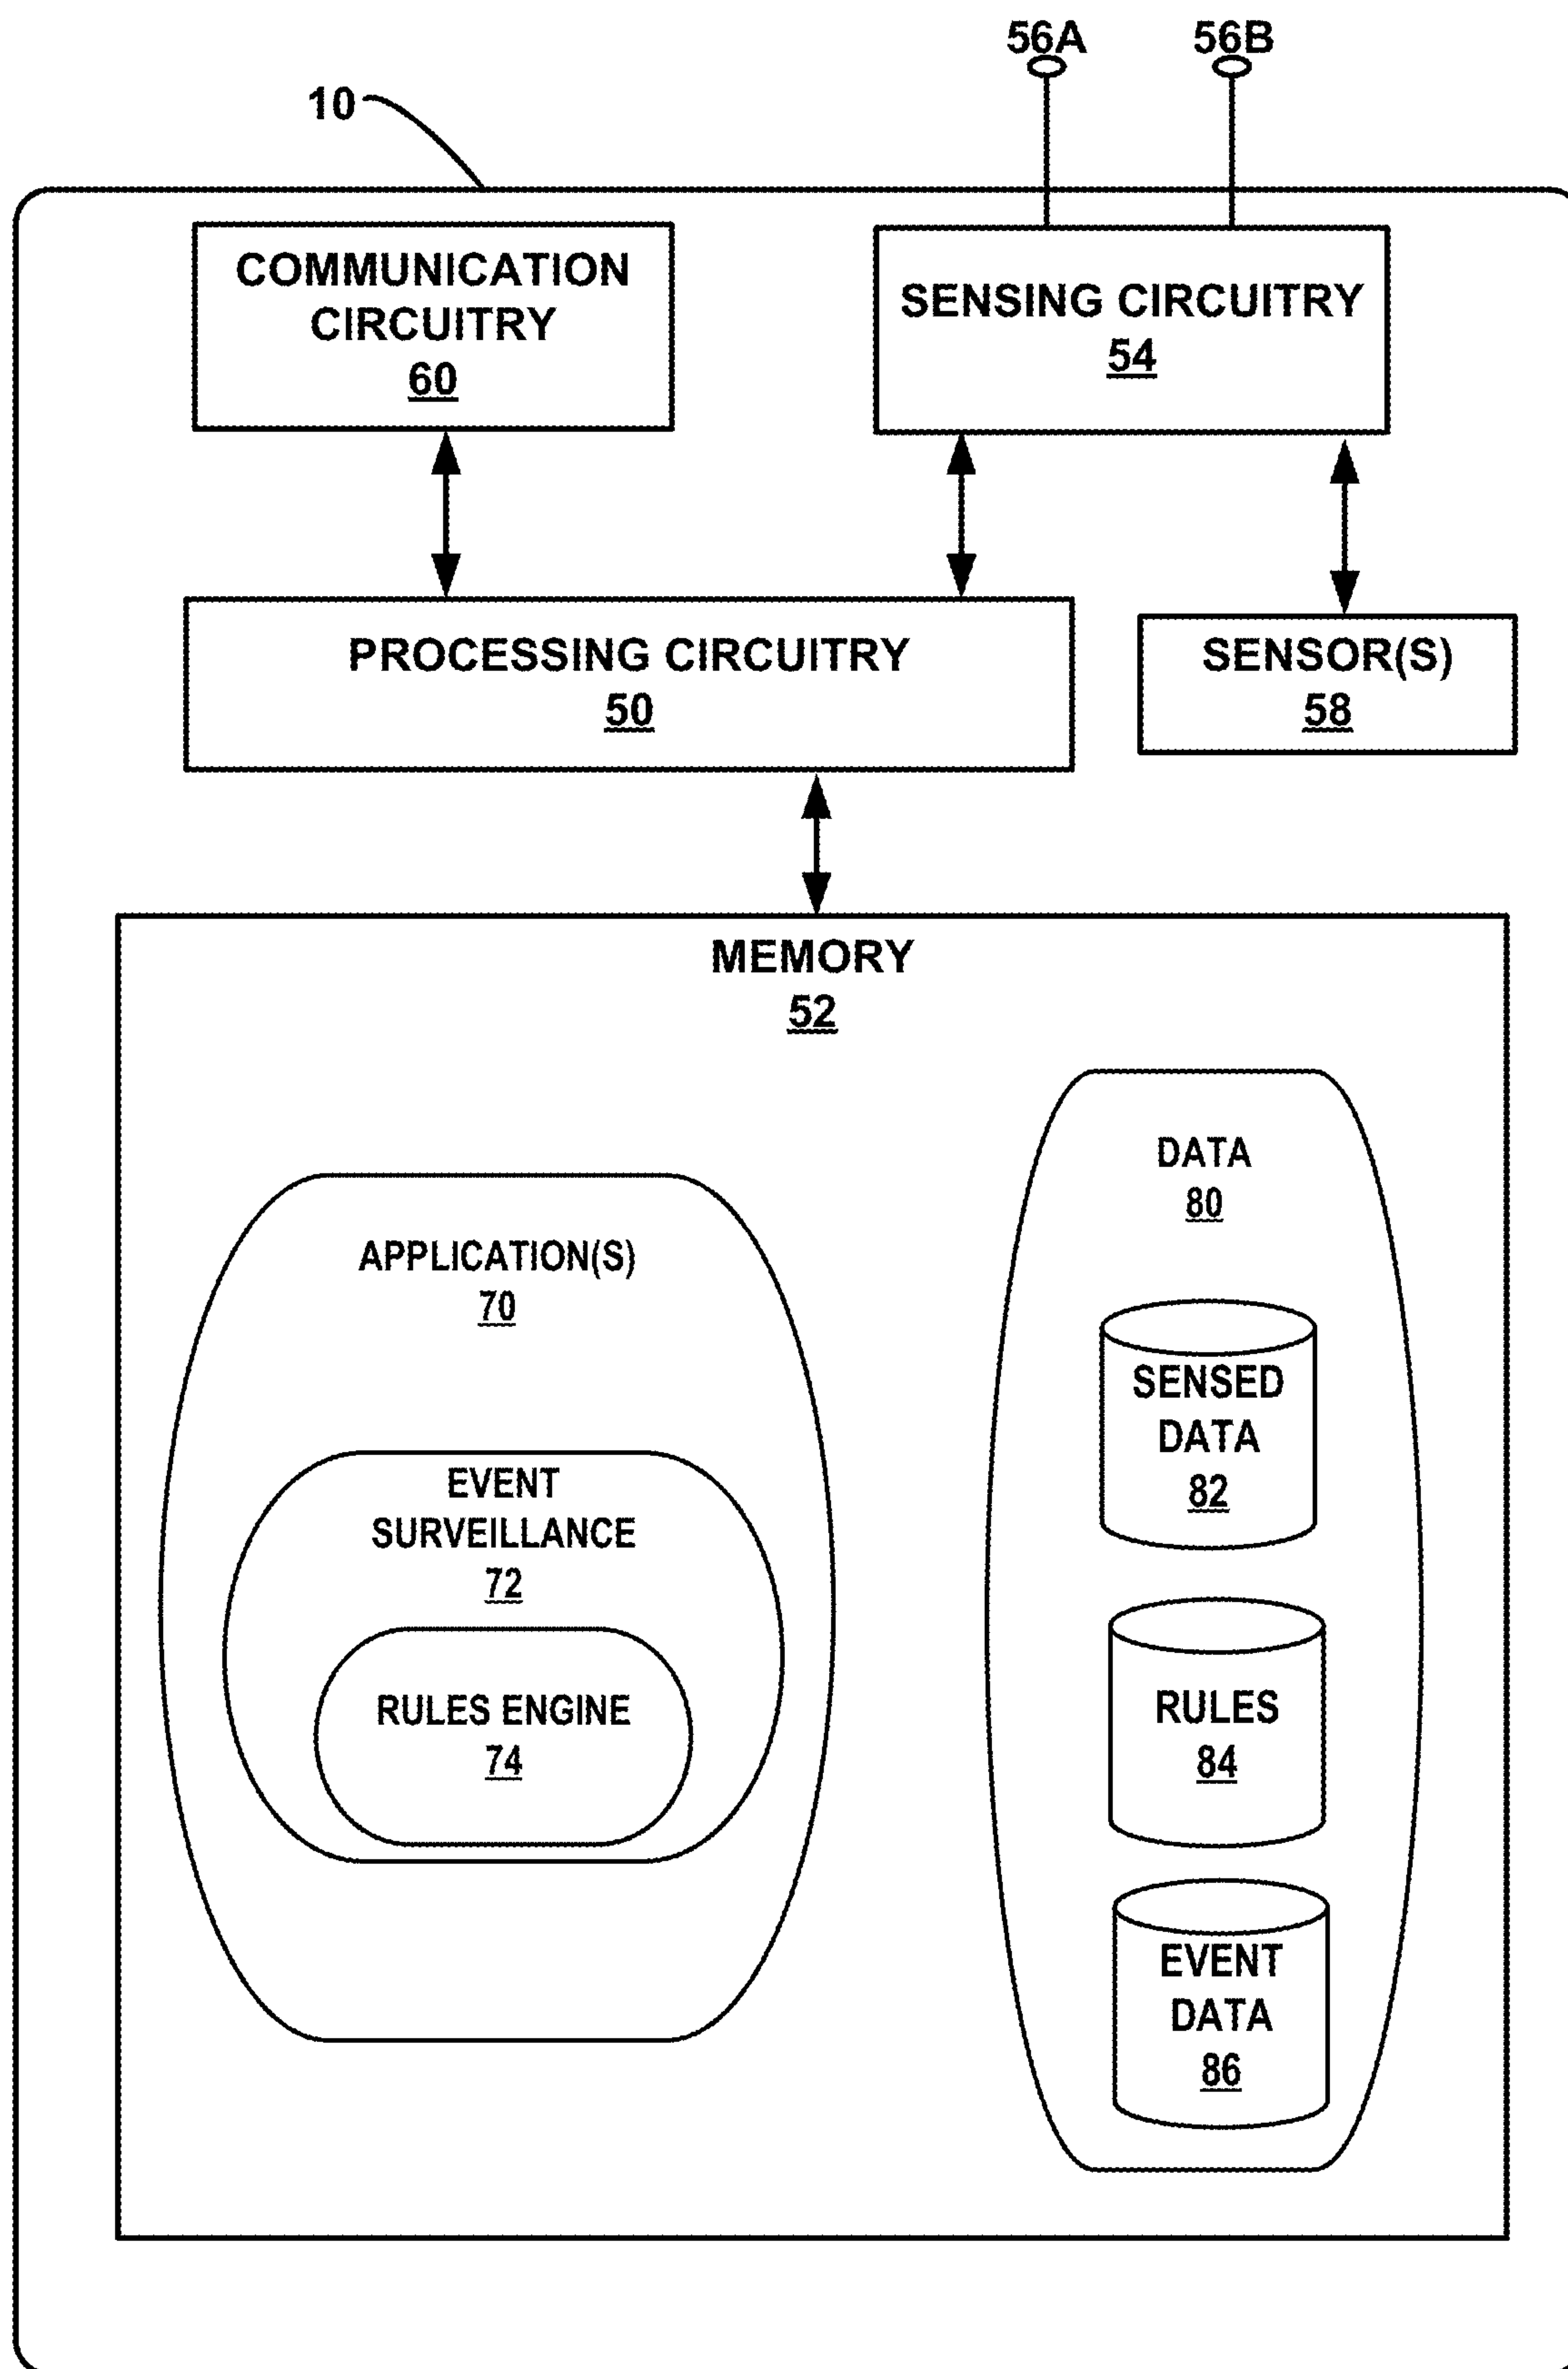 56A
56B
10
COMMUNICATION
CIRCUITRY
60
SENSING CIRCUITRY
54
PROCESSING CIRCUITRY
50
SENSOR(S)
58
MEMORY
52
APPLICATION(S)
70
EVENT
SURVEILLANCE
72
RULES ENGINE
74
DATA
80
SENSED
DATA
82
RULES
84
EVENT
DATA
86